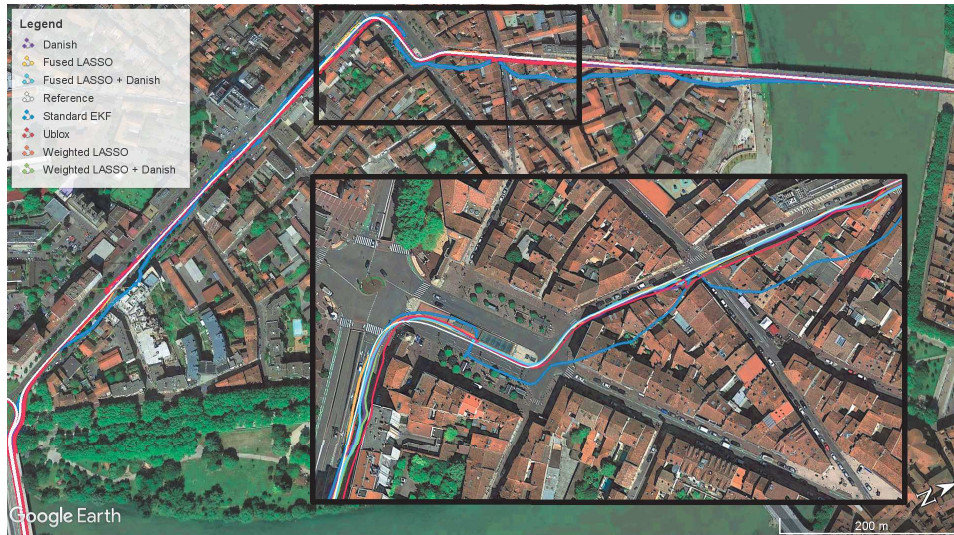 Legend
Danish
Fused LASSO
Fused LASSO + Danish
Reference
Standard EKF
Ublox
Weighted LASSO
Weighted LASSO + Danish
N
Google Earth
200 m